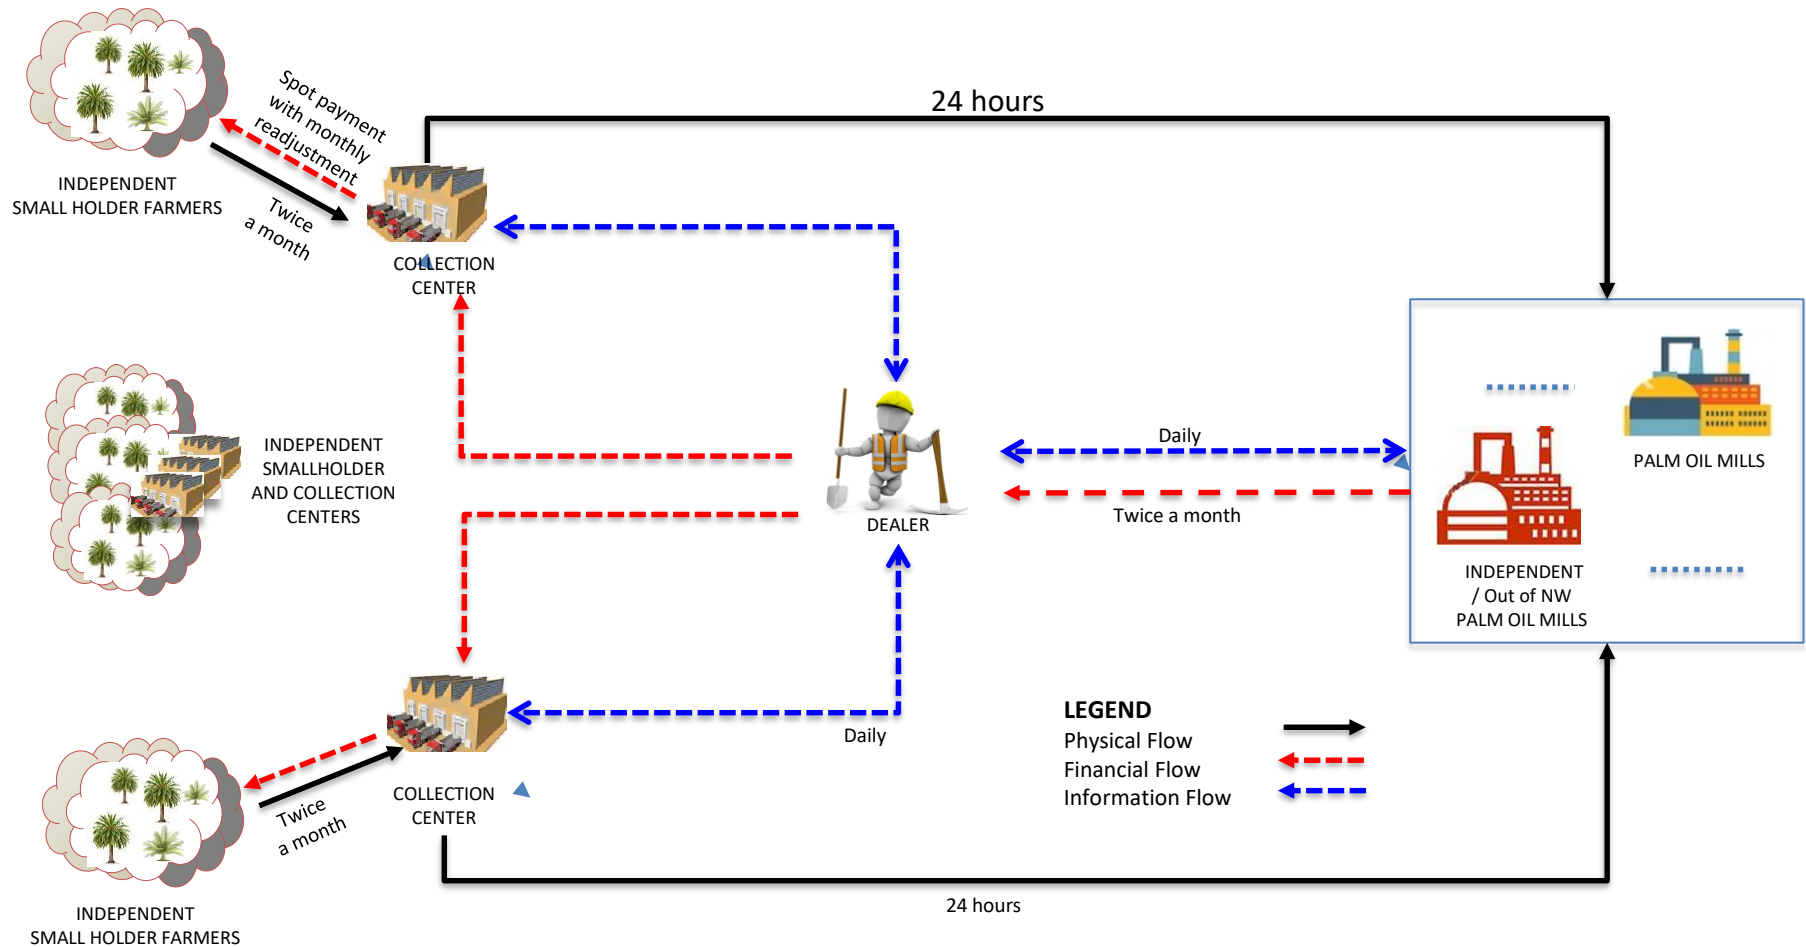 24 hours
Spot payment
with monthly
readjustment
INDEPENDENT
SMALL HOLDER FARMERS
Twice
a month
COLLECTION
CENTER
INDEPENDENT
SMALLHOLDER
AND COLLECTION
CENTERS
DEALER
Daily
Twice a month
PALM OIL MILLS
INDEPENDENT
/ Out of NW
PALM OIL MILLS
Daily
LEGEND
Physical Flow
Financial Flow
Information Flow
COLLECTION
CENTER
Twice
a month
INDEPENDENT
SMALL HOLDER FARMERS
24 hours